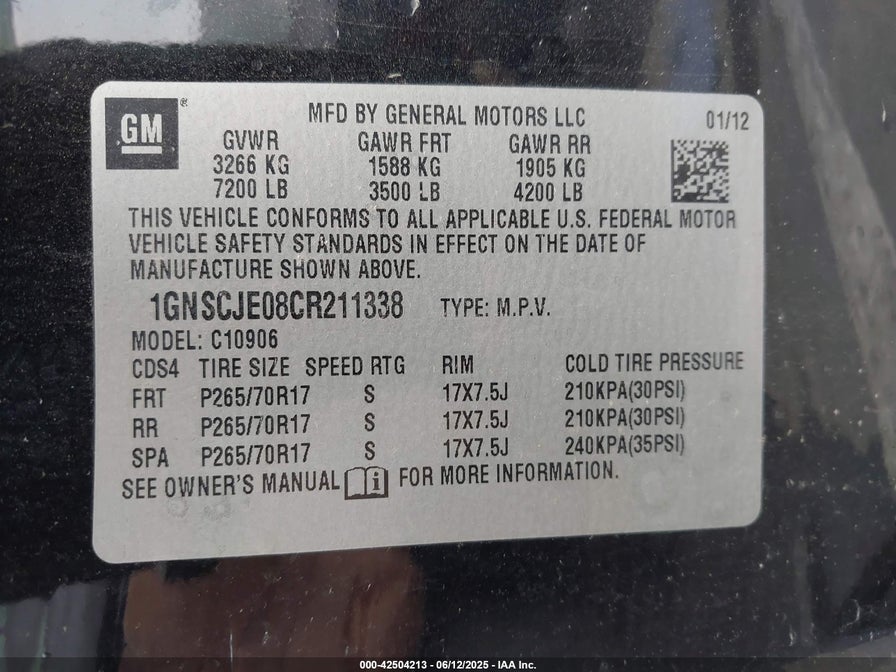 GM ®
MFD BY GENERAL MOTORS LLC 01/12
GVWR GAWR FRT GAWR RR
3266 KG 1588 KG 1905 KG
7200 LB 3500 LB 4200 LB
THIS VEHICLE CONFORMS TO ALL APPLICABLE U.S. FEDERAL MOTOR
VEHICLE SAFETY STANDARDS IN EFFECT ON THE DATE OF
MANUFACTURE SHOWN ABOVE.
1GNSCJE08CR211338 TYPE: M.P.V.
MODEL: C10906
CDS4 TIRE SIZE SPEED RTG RIM COLD TIRE PRESSURE
FRT P265/70R17 S 17X7.5J 210KPA(30PSI)
RR P265/70R17 S 17X7.5J 210KPA(30PSI)
SPA P265/70R17 S 17X7.5J 240KPA(35PSI)
SEE OWNER'S MANUAL i FOR MORE INFORMATION.
000-42504213 - 06/12/2025 - IAA Inc.